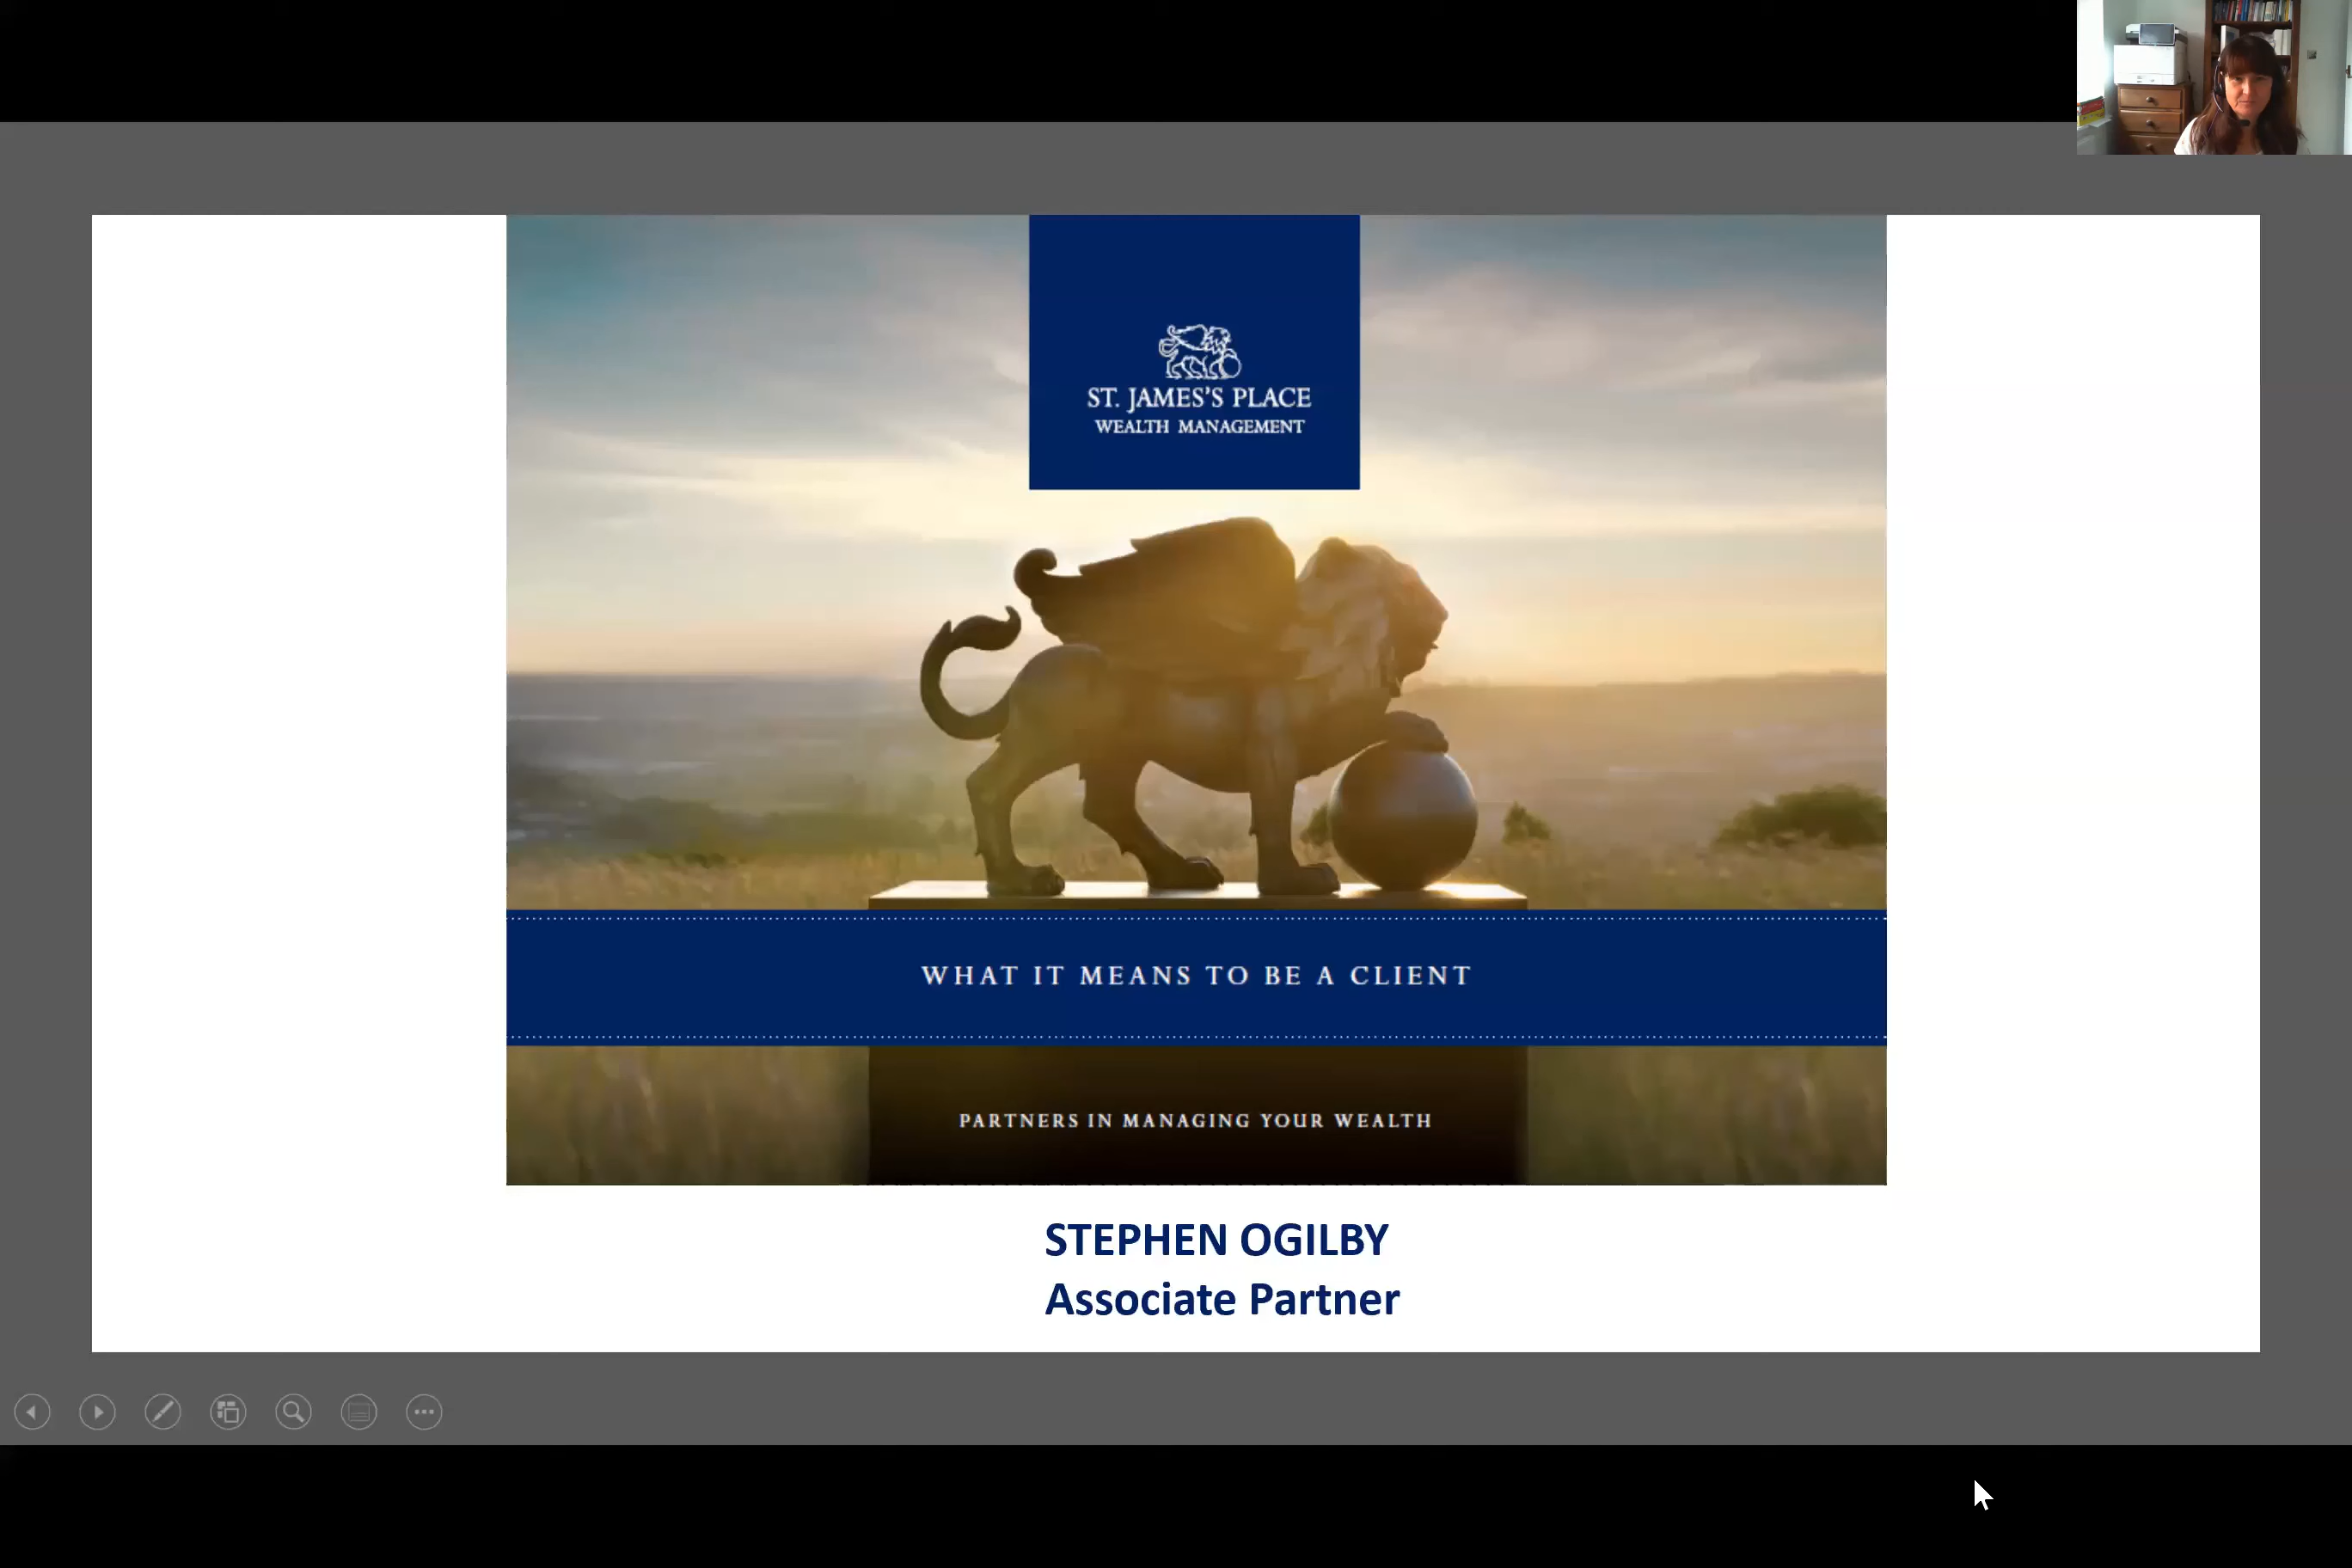 ST. JAMES'S PLACE
WEALTH MANAGEMENT
WHAT IT MEANS TO BE A CLIENT
PARTNERS IN MANAGING YOUR WEALTH
STEPHEN OGILBY
Associate Partner